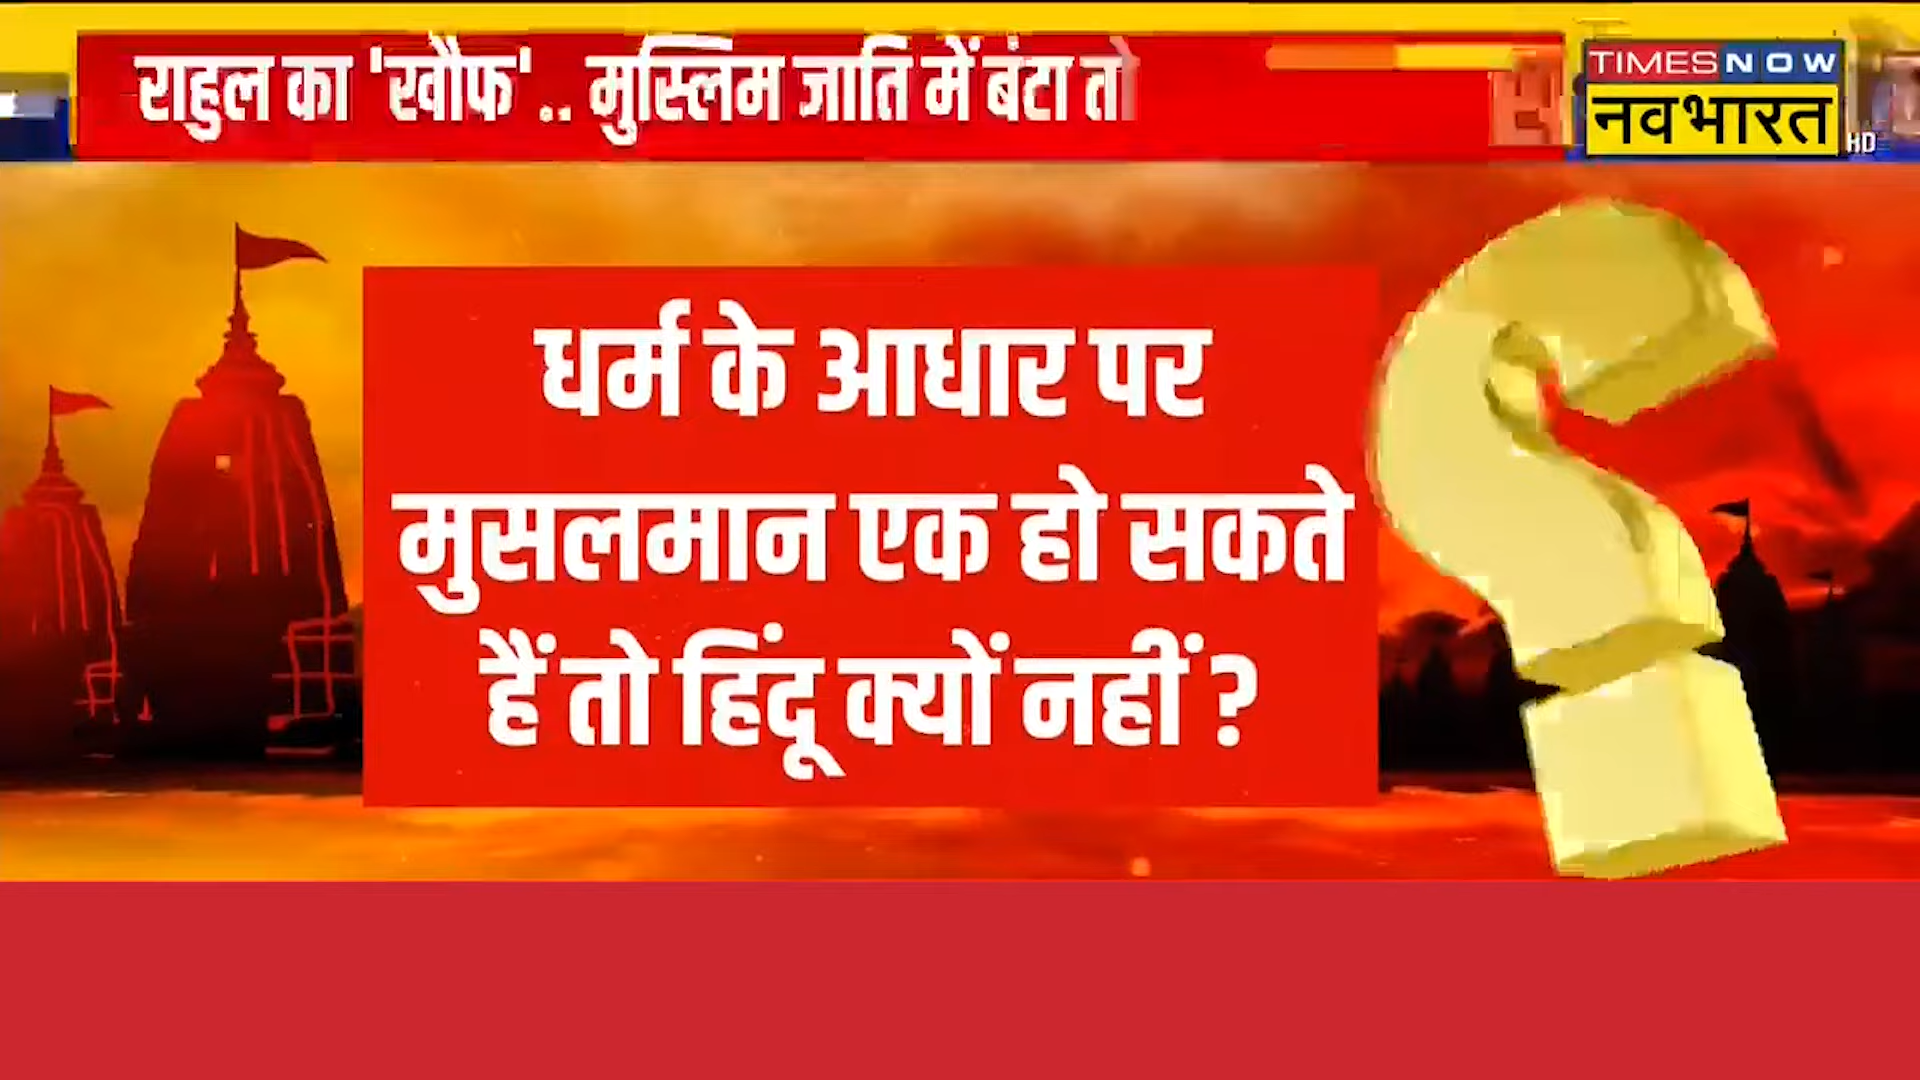 राहुल का 'खौफ'.. मुस्लिम जाति में बंटा तो
TIMES NOW
नवभारत
HD
धर्म के आधार पर
मुसलमान एक हो सकते
हैं तो हिंदू क्यों नहीं ?